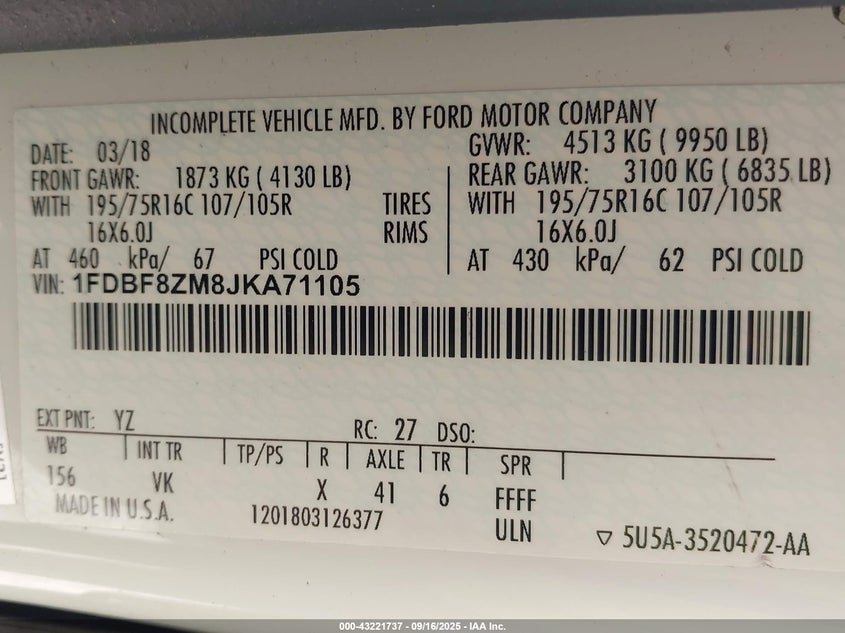 INCOMPLETE VEHICLE MFD. BY FORD MOTOR COMPANY
DATE: 03/18 GVWR: 4513 KG ( 9950 LB)
FRONT GAWR: 1873 KG ( 4130 LB) REAR GAWR: 3100 KG ( 6835 LB)
WITH 195/75R16C 107/105R TIRES WITH 195/75R16C 107/105R
16X6.0J RIMS 16X6.0J
AT 460 kPa/ 67 PSI COLD AT 430 kPa/ 62 PSI COLD
VIN: 1FDBF8ZM8JKA71105
EXT PNT: YZ RC: 27 DSO:
WB INT TR TP/PS R AXLE TR SPR
156 VK X 41 6 FFFF
MADE IN U.S.A. 1201803126377 ULN ▽ 5U5A-3520472-AA
000-43221737 - 09/16/2025 - IAA Inc.